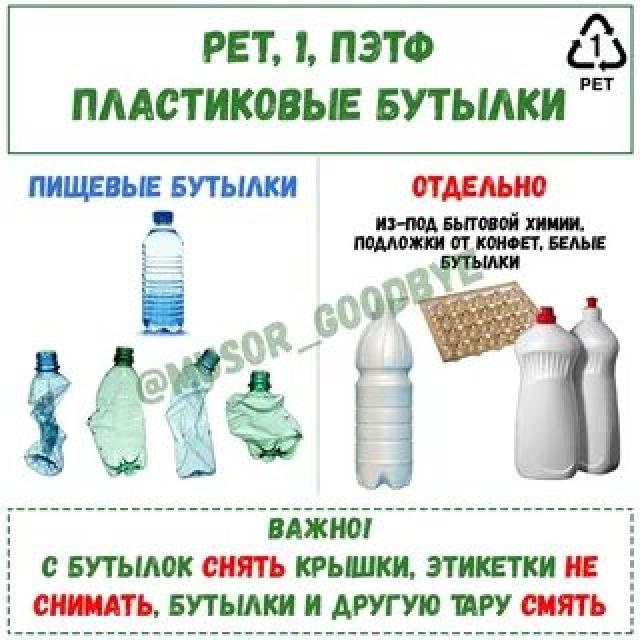 PET, 1, ПЭТФ
ПЛАСТИКОВЫЕ БУТЫЛКИ
1
PET
ПИЩЕВЫЕ БУТЫЛКИ
ОТДЕЛЬНО
ИЗ-ПОД БЫТОВОЙ ХИМИИ,
ПОДЛОЖКИ ОТ КОНФЕТ, БЕЛЫЕ
БУТЫЛКИ
@MUSOR_GOODBYE
ВАЖНО!
С БУТЫЛОК СНЯТЬ КРЫШКИ, ЭТИКЕТКИ НЕ
СНИМАТЬ, БУТЫЛКИ И ДРУГУЮ ТАРУ СМЯТЬ